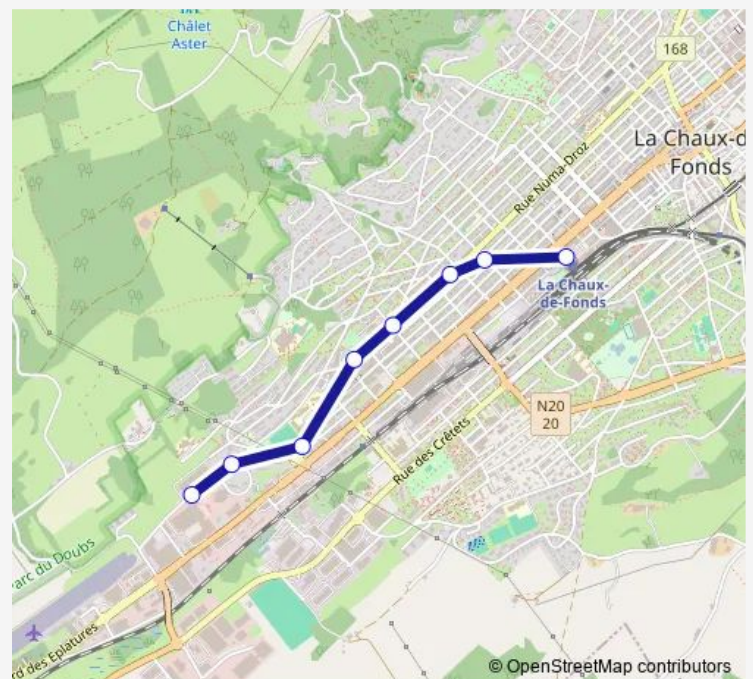 Châlet
Aster
168
La Chaux-d
Fonds
Rue Numa-Droz
La Chaux-
de-Fonds
N20
20
Rue des Crêtets
Parc du Doubs
rd des Eplatures
© OpenStreetMap contributors